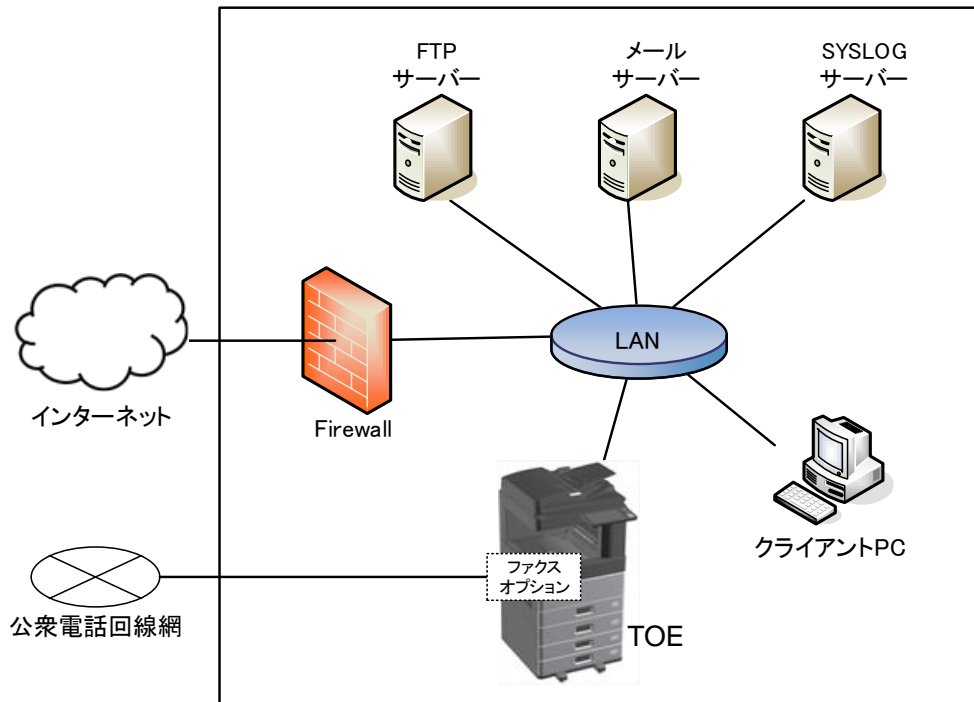 FTP
サーバー
メール
サーバー
SYSLOG
サーバー
LAN
インターネット
Firewall
クライアントPC
ファクス
オプション
公衆電話回線網
TOE